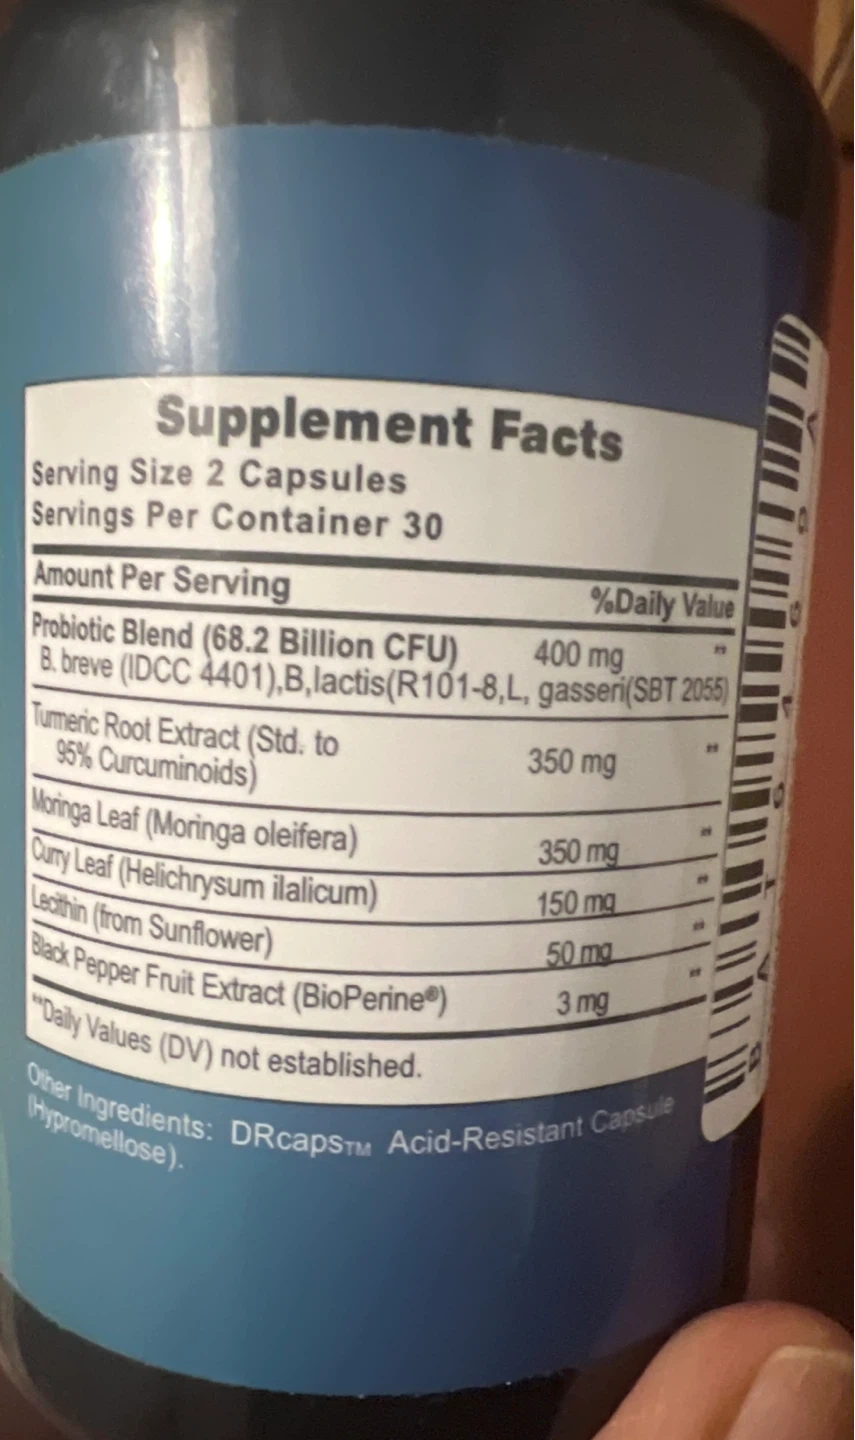 Supplement Facts
Serving Size 2 Capsules
Servings Per Container 30
Amount Per Serving %Daily Value
Probiotic Blend (68.2 Billion CFU) 400 mg **
B. breve (IDCC 4401),B,lactis(R101-8,L, gasseri(SBT 2055)
Turmeric Root Extract (Std. to
95% Curcuminoids) 350 mg **
Moringa Leaf (Moringa oleifera) 350 mg **
Curry Leaf (Helichrysum ilalicum) 150 mg **
Lecithin (from Sunflower) 50 mg **
Black Pepper Fruit Extract (BioPerine®) 3 mg **
**Daily Values (DV) not established.
Other Ingredients: DRcaps™ Acid-Resistant Capsule
(Hypromellose).